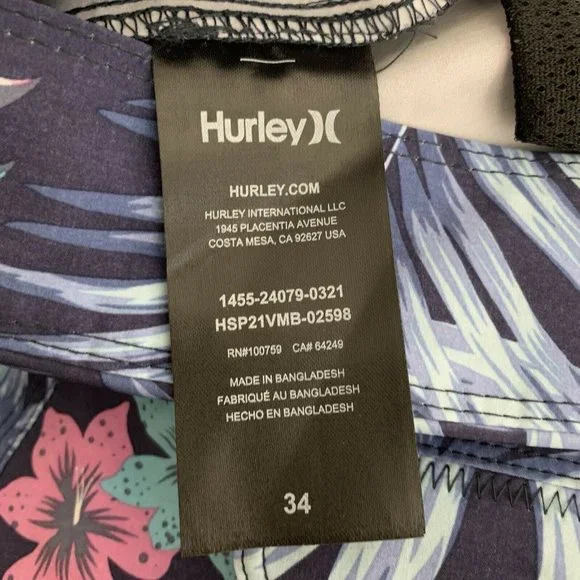 Hurley
HURLEY.COM
HURLEY INTERNATIONAL LLC
1945 PLACENTIA AVENUE
COSTA MESA, CA 92627 USA
1455-24079-0321
HSP21VMB-02598
RN#100759 CA# 64249
MADE IN BANGLADESH
FABRIQUÉ AU BANGLADESH
HECHO EN BANGLADESH
34